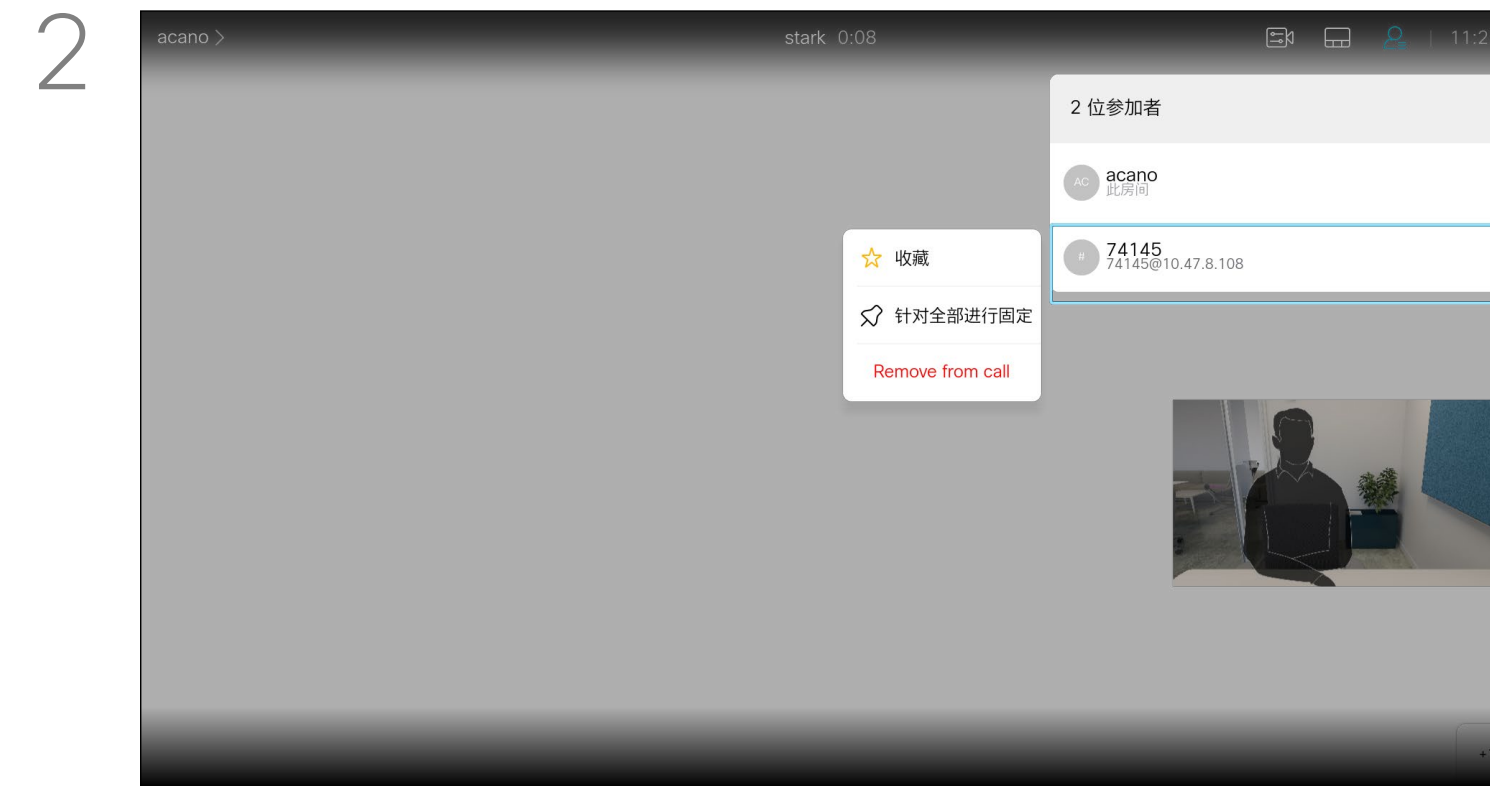 2
acano
stark 0:08
11:2
2 位参加者
AC
acano
此房间
#
74145
74145@10.47.8.108
收藏
针对全部进行固定
Remove from call